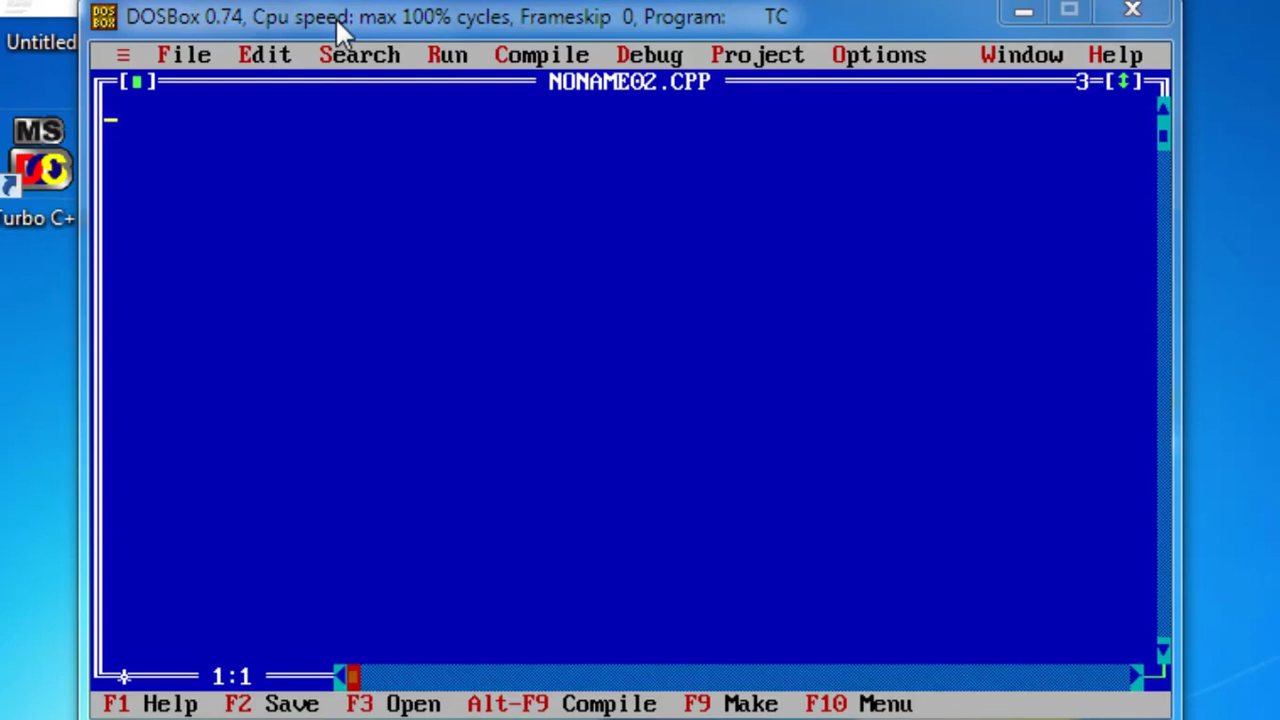 DOSBox 0.74, Cpu speed: max 100% cycles, Frameskip 0, Program: TC
Untitled
≡ File Edit Search Run Compile Debug Project Options Window Help
[■] NONAME02.CPP 3=[↕]
MS
Turbo C+
1:1
F1 Help F2 Save F3 Open Alt-F9 Compile F9 Make F10 Menu